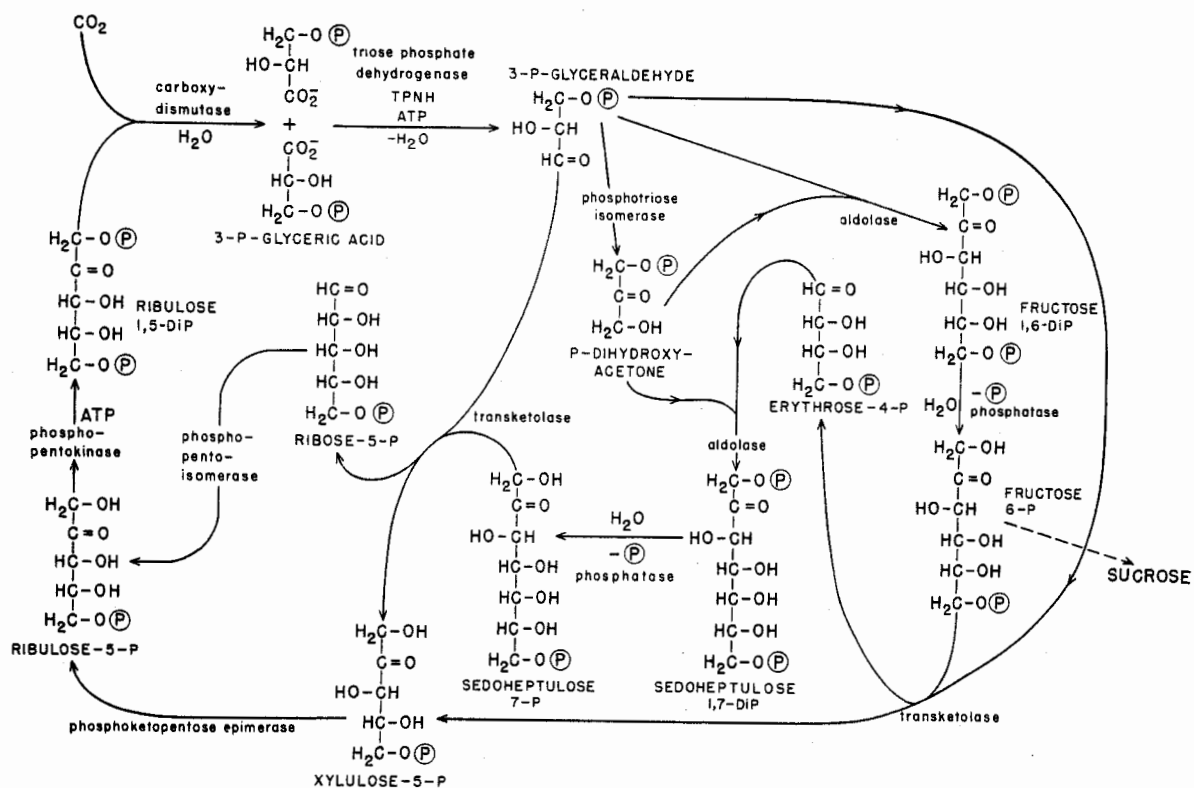 CO2
carboxy-
dismutase
H2O
H2C-O P
HO-CH
CO2-
+
CO2-
HC-OH
H2C-O P
3-P-GLYCERIC ACID
triose phosphate
dehydrogenase
TPNH
ATP
-H2O
3-P-GLYCERALDEHYDE
H2C-O P
HO-CH
HC=O
phosphotriose
isomerase
aldolase
H2C-O P
C=O
HC-OH
HC-OH
H2C-O P
RIBULOSE
1,5-DiP
HC=O
HC-OH
HC-OH
HC-OH
H2C-O P
RIBOSE-5-P
H2C-O P
C=O
H2C-OH
P-DIHYDROXY-
ACETONE
HC=O
HC-OH
HC-OH
H2C-O P
ERYTHROSE-4-P
H2C-O P
C=O
HO-CH
HC-OH
HC-OH
H2C-O P
FRUCTOSE
1,6-DiP
H2O
-P
phosphatase
ATP
phospho-
pentokinase
phospho-
pento-
isomerase
transketolase
aldolase
H2C-OH
C=O
HC-OH
HC-OH
H2C-O P
RIBULOSE-5-P
H2C-OH
C=O
HO-CH
HC-OH
HC-OH
HC-OH
H2C-O P
SEDOHEPTULOSE
7-P
H2O
-P
phosphatase
H2C-O P
C=O
HO-CH
HC-OH
HC-OH
HC-OH
H2C-O P
SEDOHEPTULOSE
1,7-DiP
H2C-OH
C=O
HO-CH
HC-OH
HC-OH
H2C-O P
FRUCTOSE
6-P
SUCROSE
H2C-OH
C=O
HO-CH
HC-OH
H2C-O P
XYLULOSE-5-P
phosphoketopentose epimerase
transketolase